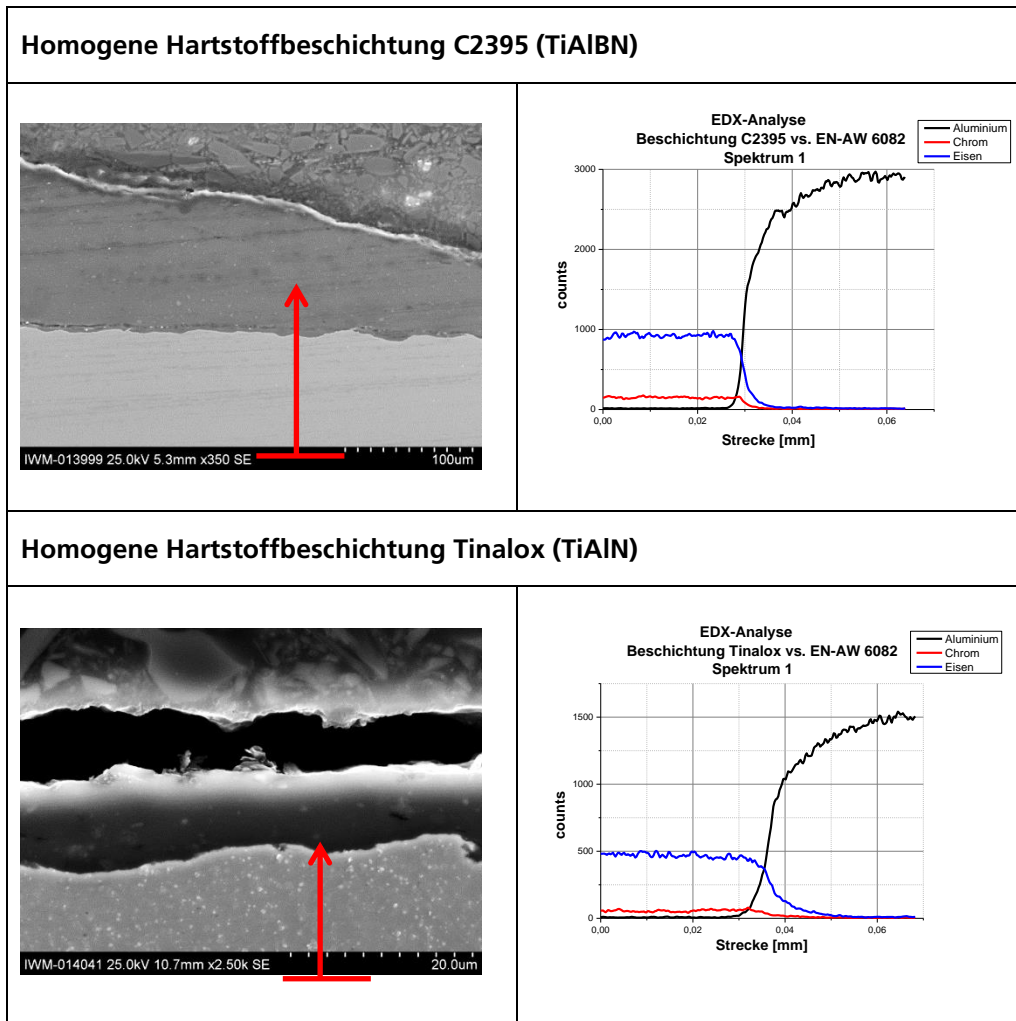 Homogene Hartstoffbeschichtung C2395 (TiAlBN)
IWM-013999 25.0kV 5.3mm x350 SE
100um
EDX-Analyse
Beschichtung C2395 vs. EN-AW 6082
Spektrum 1
Aluminium
Chrom
Eisen
counts
3000
2000
1000
0
0,00 0,02 0,04 0,06
Strecke [mm]
Homogene Hartstoffbeschichtung Tinalox (TiAlN)
IWM-014041 25.0kV 10.7mm x2.50k SE
20.0um
EDX-Analyse
Beschichtung Tinalox vs. EN-AW 6082
Spektrum 1
Aluminium
Chrom
Eisen
counts
1500
1000
500
0
0,00 0,02 0,04 0,06
Strecke [mm]